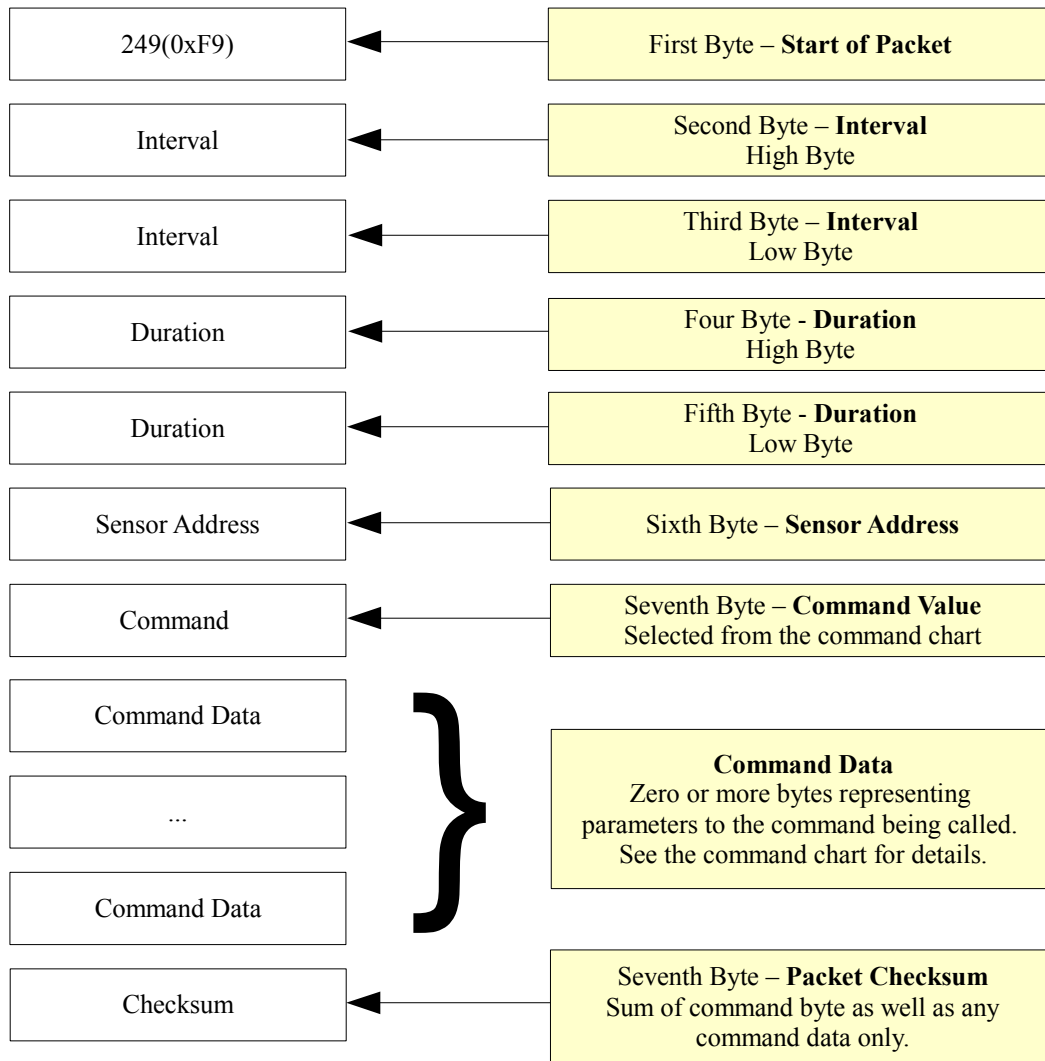 249(0xF9)
First Byte – Start of Packet
Interval
Second Byte – Interval
High Byte
Interval
Third Byte – Interval
Low Byte
Duration
Four Byte - Duration
High Byte
Duration
Fifth Byte - Duration
Low Byte
Sensor Address
Sixth Byte – Sensor Address
Command
Seventh Byte – Command Value
Selected from the command chart
Command Data
...
Command Data
}
Command Data
Zero or more bytes representing
parameters to the command being called.
See the command chart for details.
Checksum
Seventh Byte – Packet Checksum
Sum of command byte as well as any
command data only.